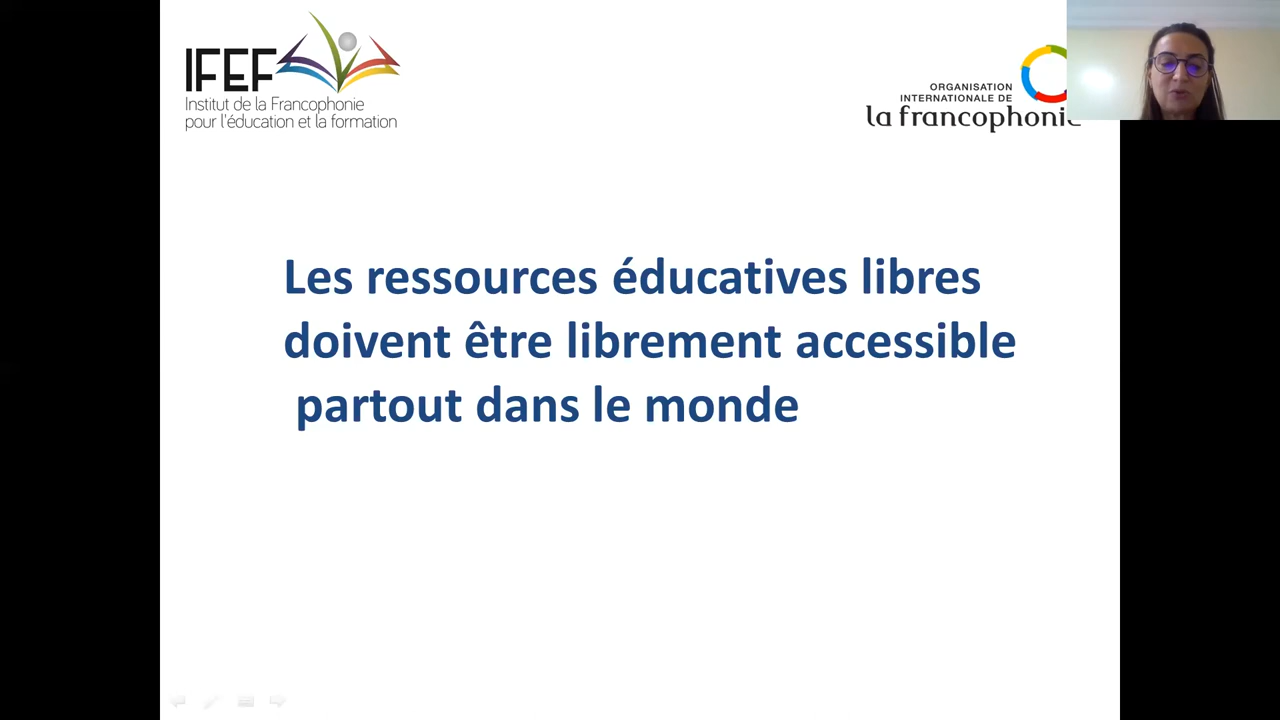 IFEF
Institut de la Francophonie
pour l'éducation et la formation
ORGANISATION
INTERNATIONALE DE
la francophonie
Les ressources éducatives libres
doivent être librement accessible
partout dans le monde